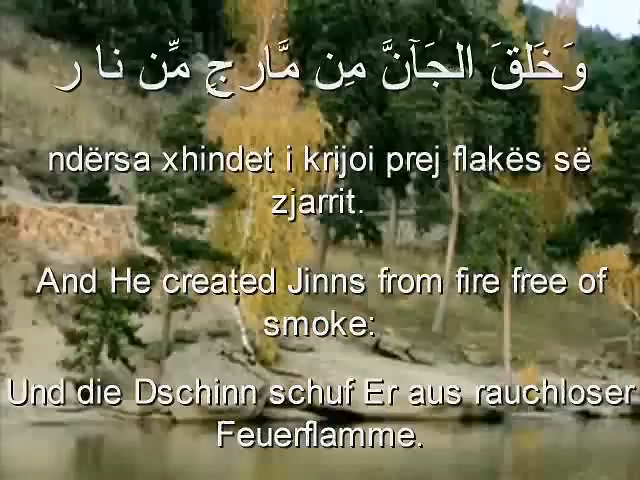 وَخَلَقَ الجَآنَّ مِن مَّارجٍ مِّن نا ر
ndërsa xhindet i krijoi prej flakës së
zjarrit.
And He created Jinns from fire free of
smoke:
Und die Dschinn schuf Er aus rauchloser
Feuerflamme.